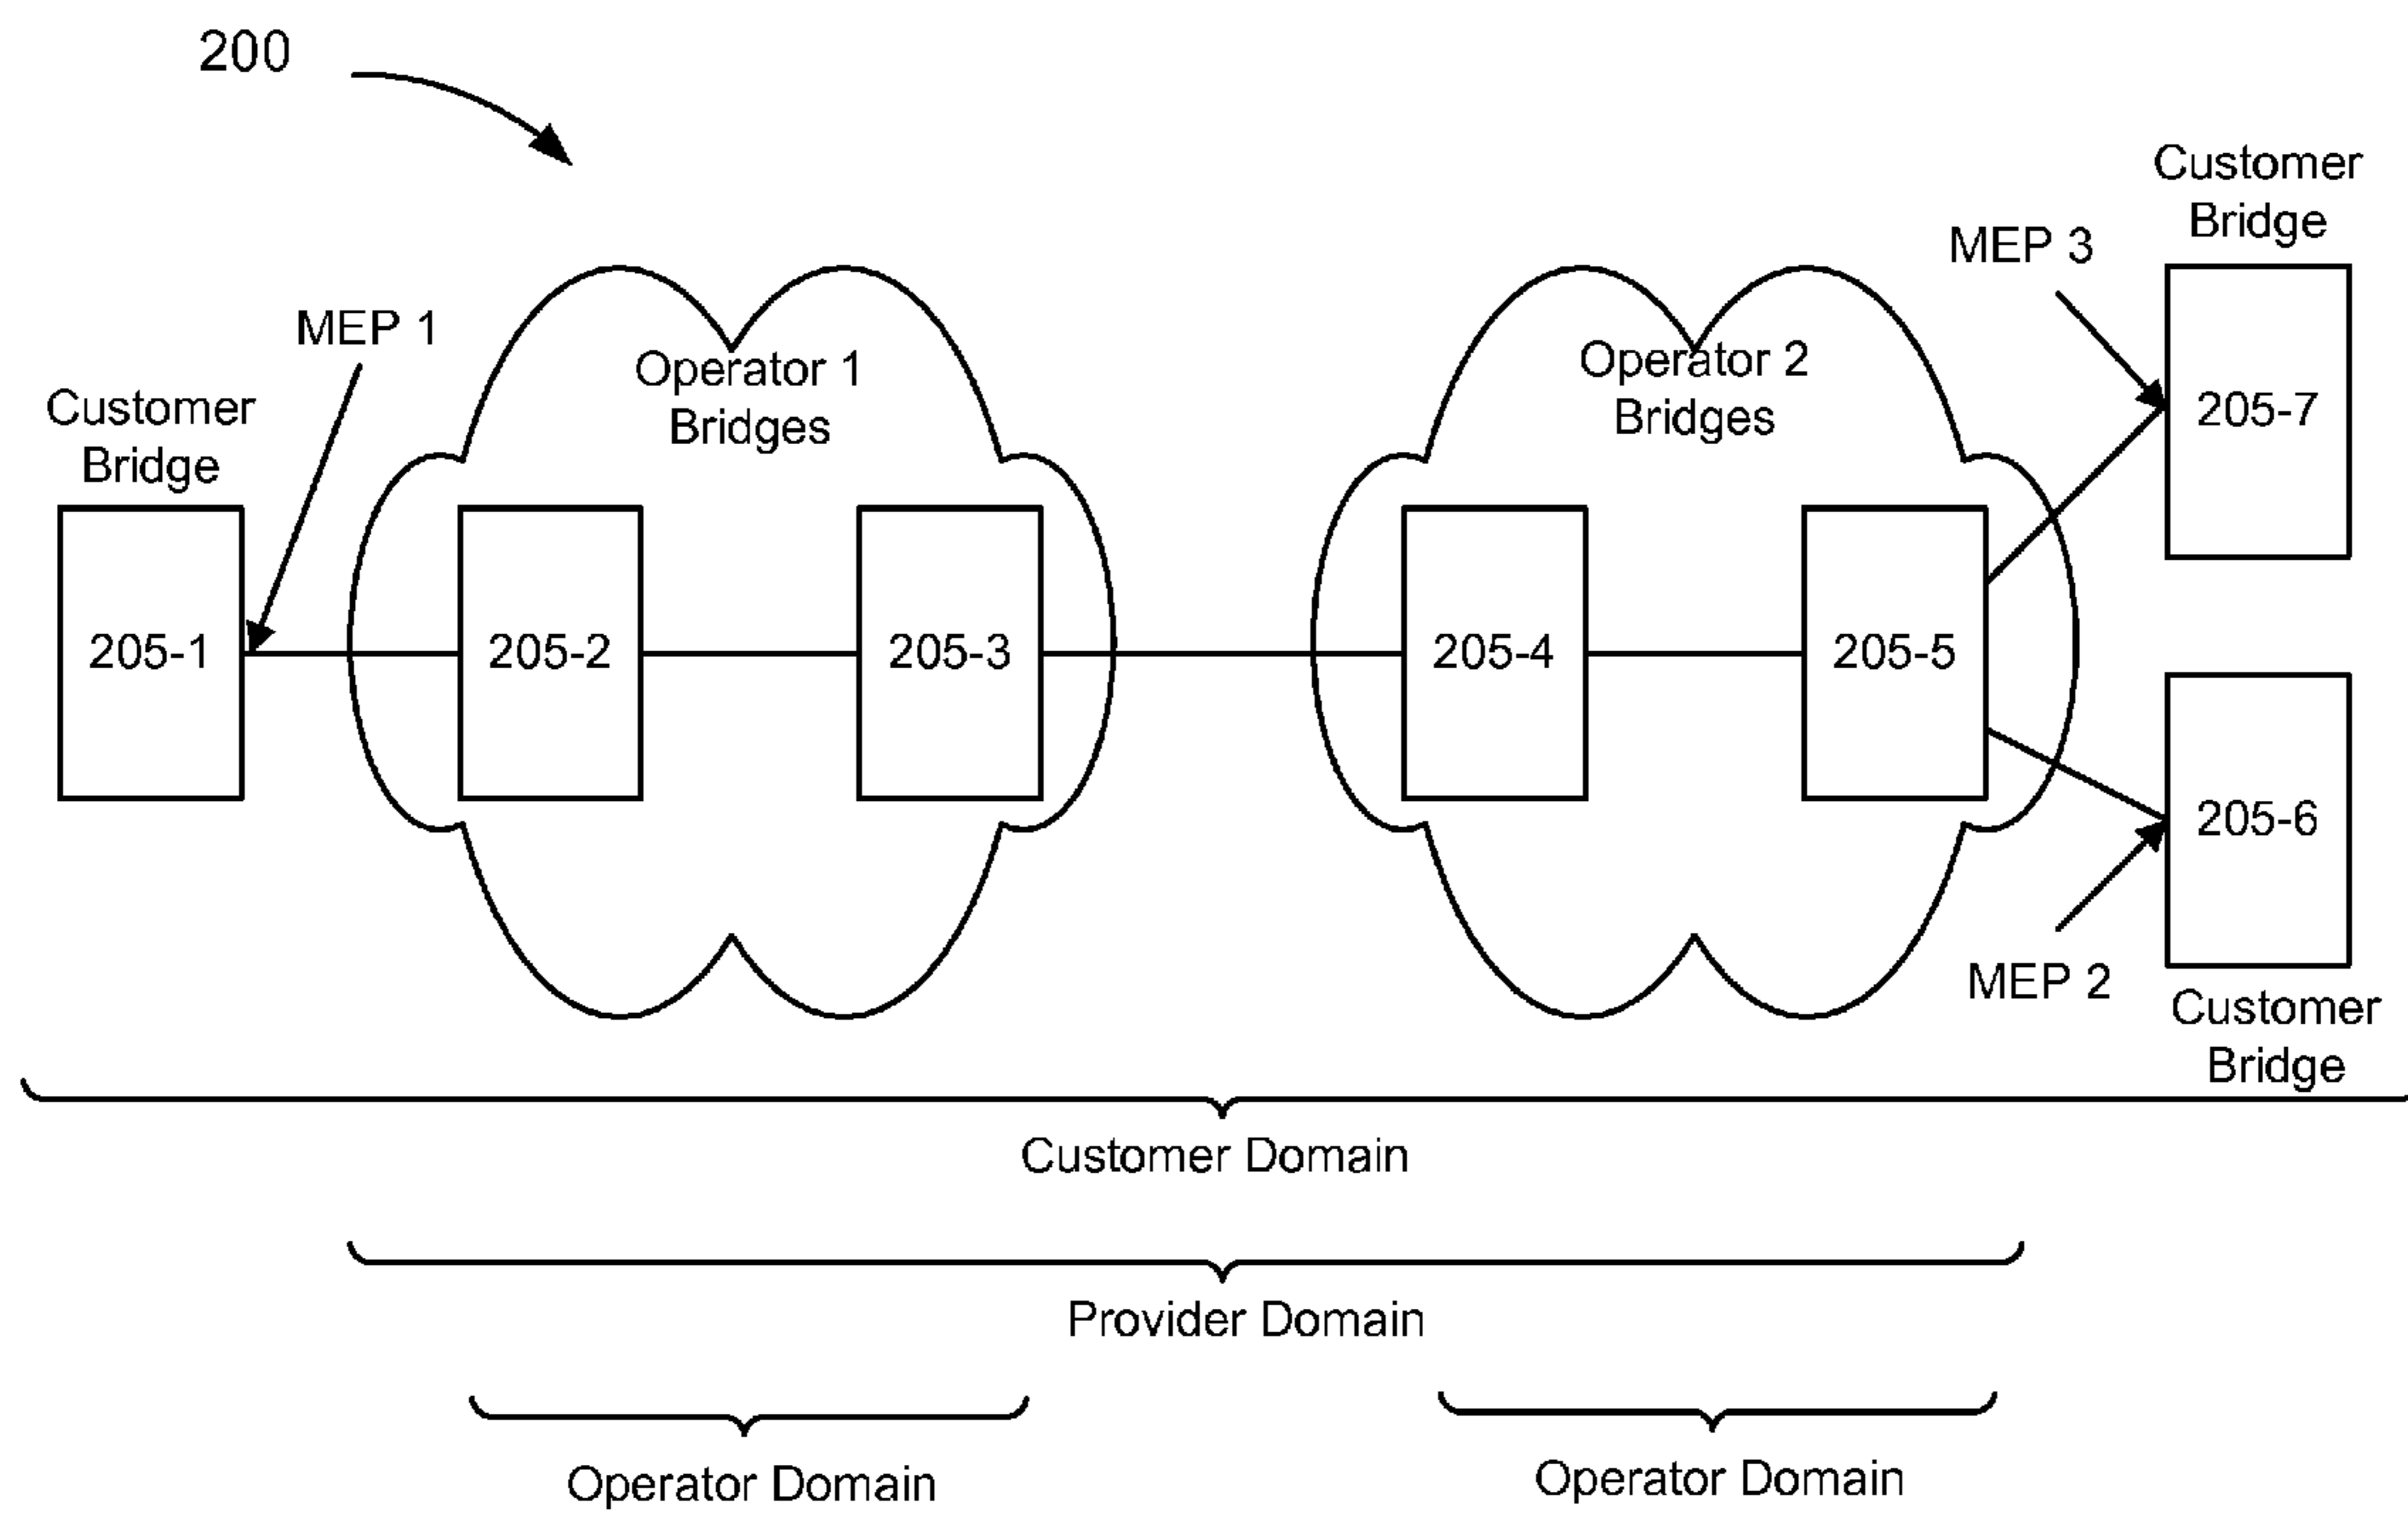 200
Customer
Bridge
MEP 3
MEP 1
Operator 1
Bridges
Operator 2
Bridges
Customer
Bridge
205-7
205-1
205-2
205-3
205-4
205-5
205-6
MEP 2
Customer
Bridge
Customer Domain
Provider Domain
Operator Domain
Operator Domain